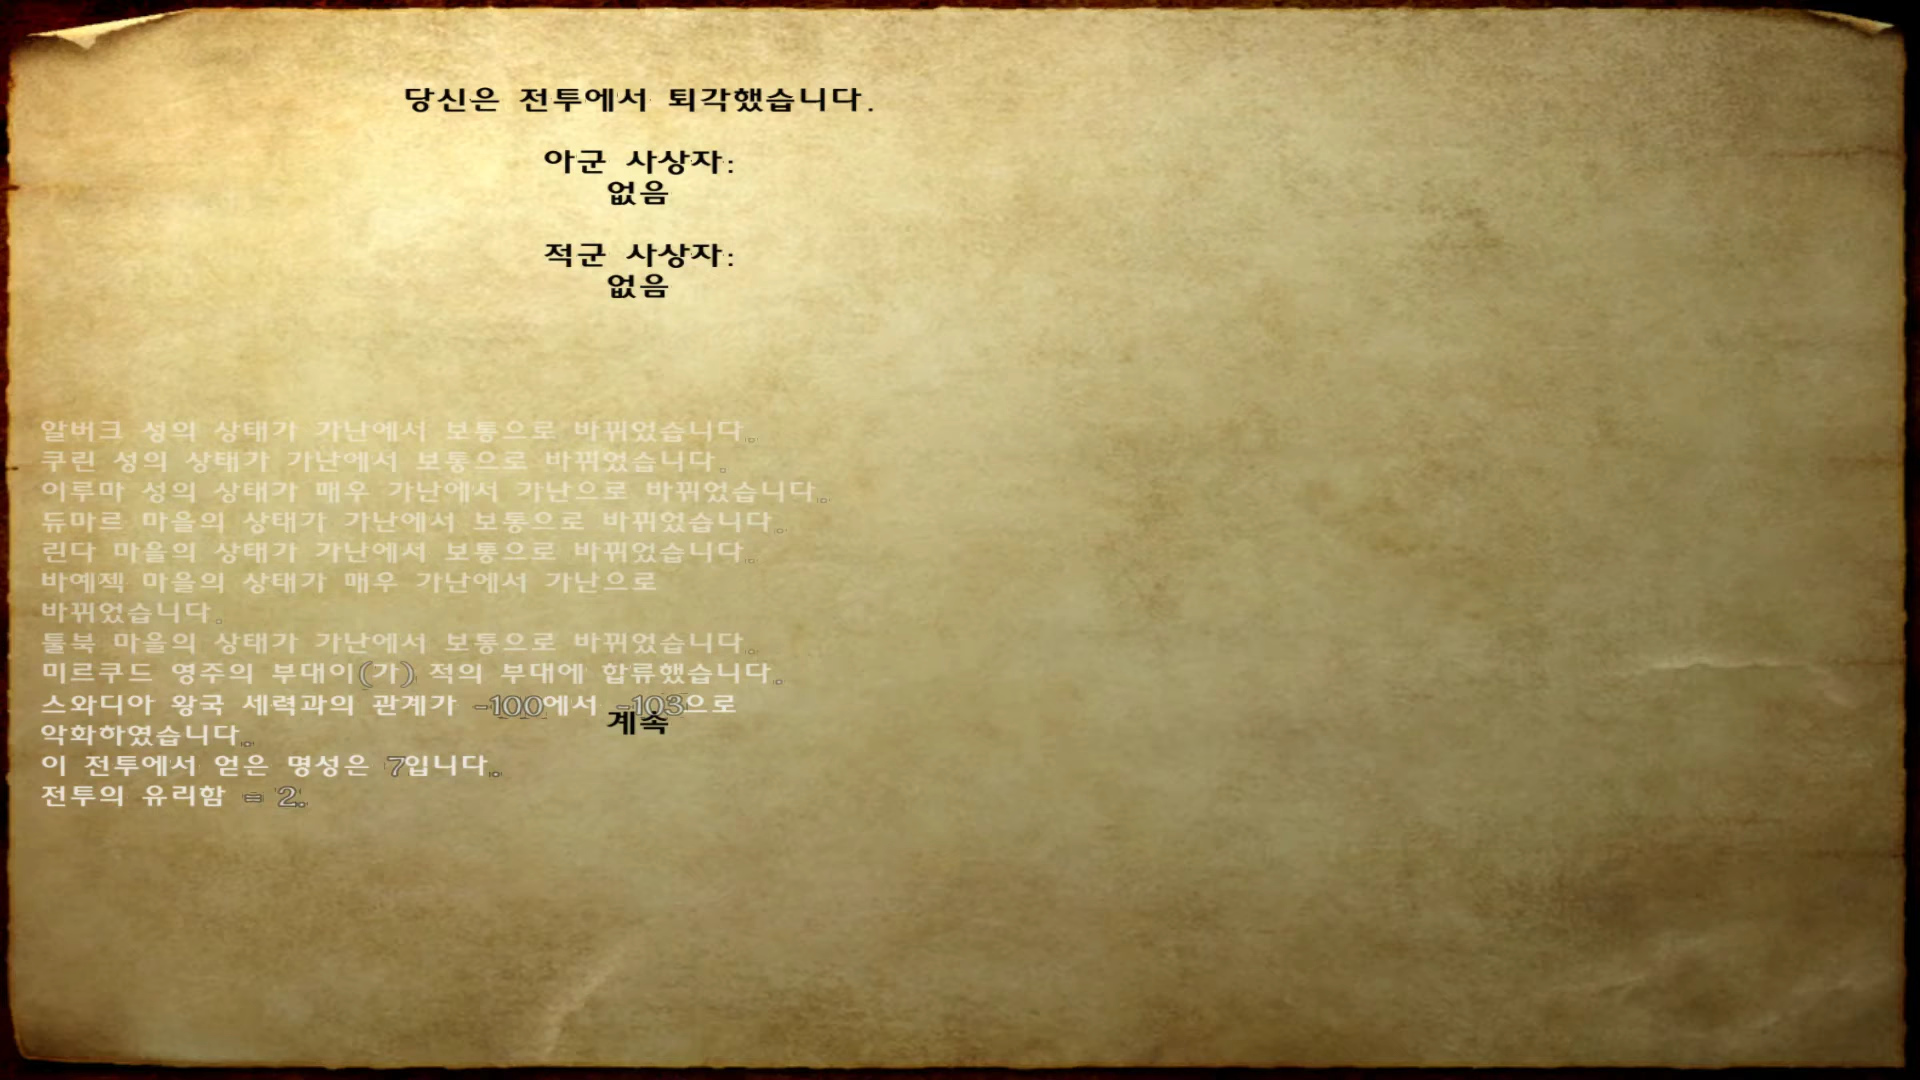 당신은 전투에서 퇴각했습니다.
아군 사상자:
없음
적군 사상자:
없음
알버크 성의 상태가 가난에서 보통으로 바뀌었습니다.
쿠린 성의 상태가 가난에서 보통으로 바뀌었습니다.
이루마 성의 상태가 매우 가난에서 가난으로 바뀌었습니다.
듀마르 마을의 상태가 가난에서 보통으로 바뀌었습니다.
린다 마을의 상태가 가난에서 보통으로 바뀌었습니다.
바예젝 마을의 상태가 매우 가난에서 가난으로
바뀌었습니다.
툴북 마을의 상태가 가난에서 보통으로 바뀌었습니다.
미르쿠드 영주의 부대이(가) 적의 부대에 합류했습니다.
스와디아 왕국 세력과의 관계가 -100에서 -103으로
악화하였습니다.
계속
이 전투에서 얻은 명성은 7입니다.
전투의 유리함 = 2.